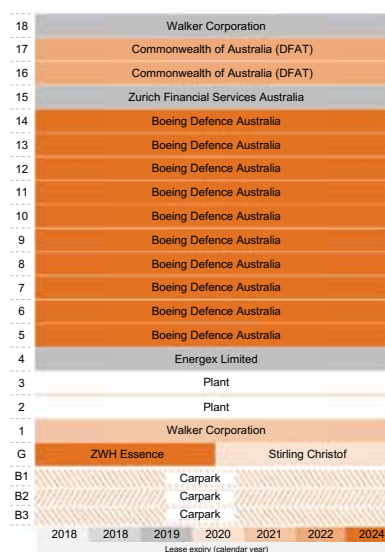 18 Walker Corporation
17 Commonwealth of Australia (DFAT)
16 Commonwealth of Australia (DFAT)
15 Zurich Financial Services Australia
14 Boeing Defence Australia
13 Boeing Defence Australia
12 Boeing Defence Australia
11 Boeing Defence Australia
10 Boeing Defence Australia
9 Boeing Defence Australia
8 Boeing Defence Australia
7 Boeing Defence Australia
6 Boeing Defence Australia
5 Boeing Defence Australia
4 Energex Limited
3 Plant
2 Plant
1 Walker Corporation
G ZWH Essence Stirling Christof
B1 Carpark
B2 Carpark
B3 Carpark
2018 2018 2019 2020 2021 2022 2024
Lease expiry (calendar year)